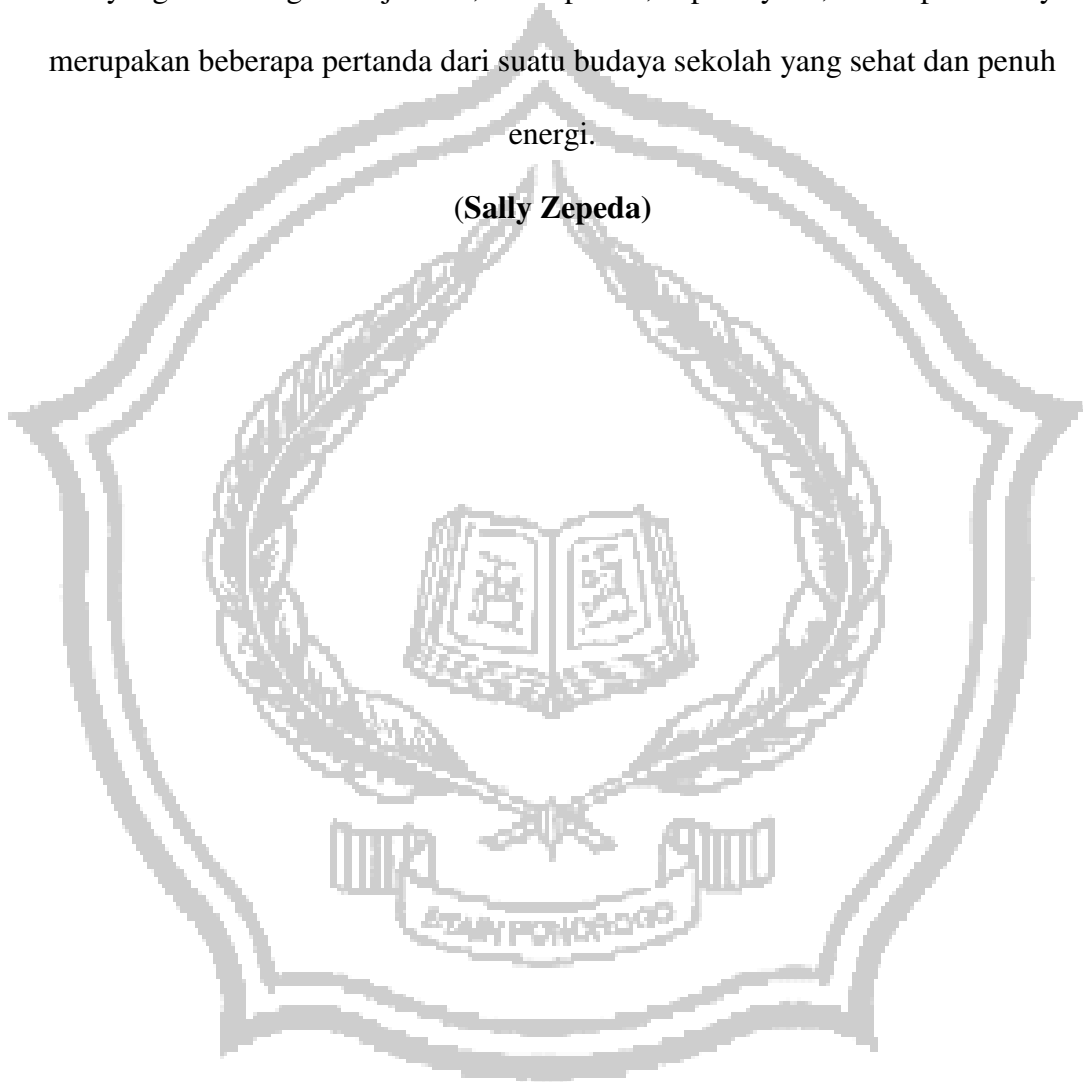 merupakan beberapa pertanda dari suatu budaya sekolah yang sehat dan penuh
energi.
(Sally Zepeda)
STAIN PONOROGO